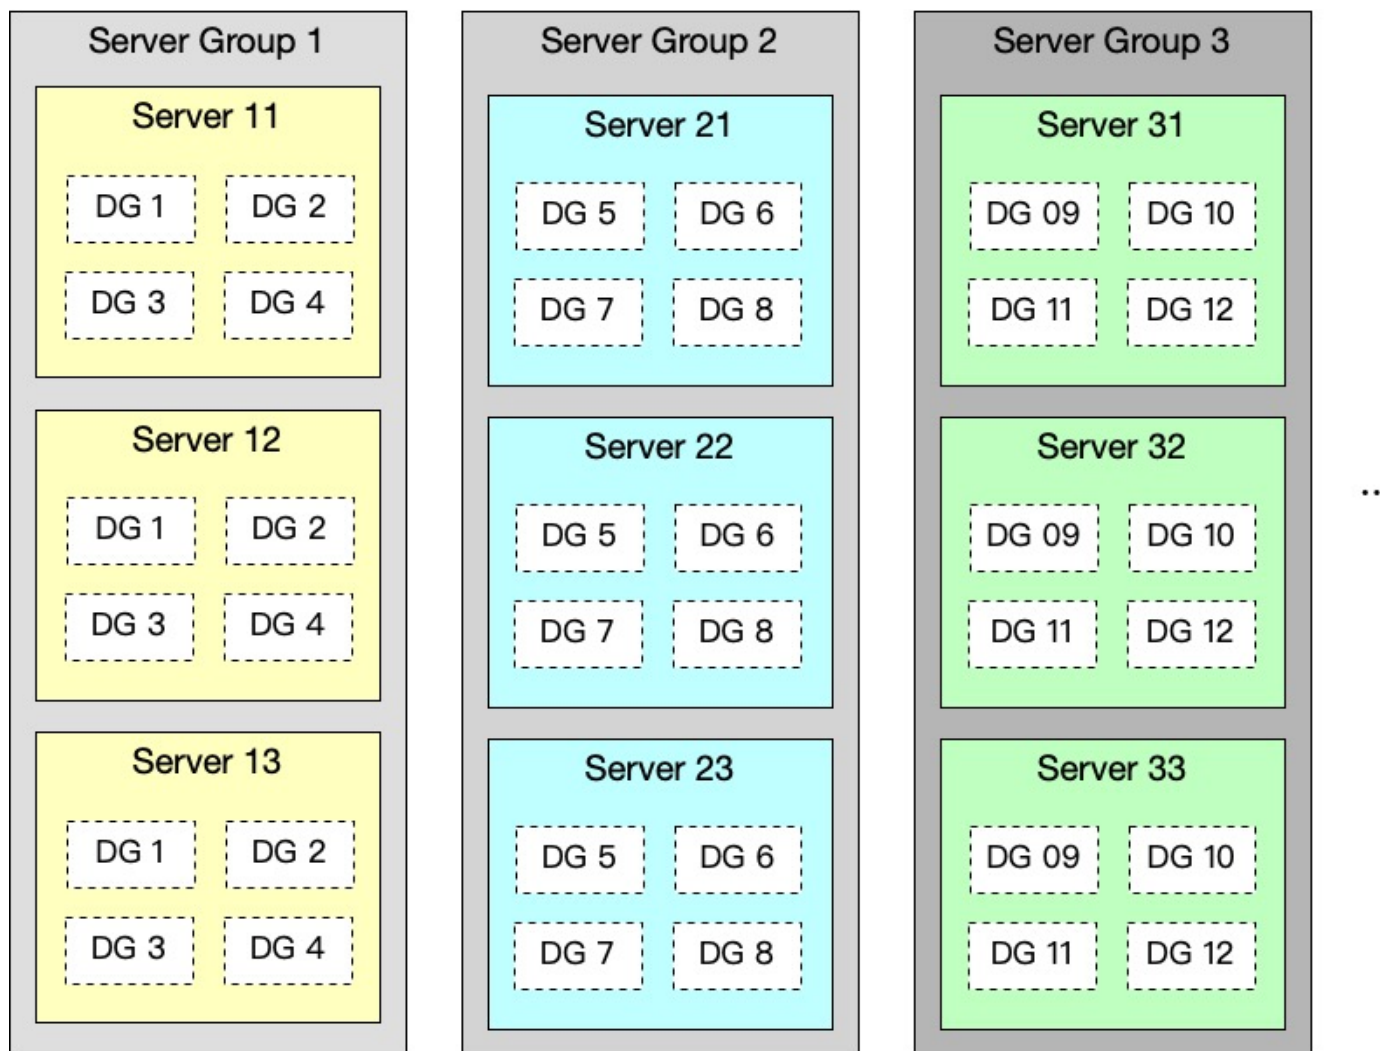 Server Group 1
Server 11
DG 1 DG 2
DG 3 DG 4
Server 12
DG 1 DG 2
DG 3 DG 4
Server 13
DG 1 DG 2
DG 3 DG 4
Server Group 2
Server 21
DG 5 DG 6
DG 7 DG 8
Server 22
DG 5 DG 6
DG 7 DG 8
Server 23
DG 5 DG 6
DG 7 DG 8
Server Group 3
Server 31
DG 09 DG 10
DG 11 DG 12
Server 32
DG 09 DG 10
DG 11 DG 12
Server 33
DG 09 DG 10
DG 11 DG 12
..